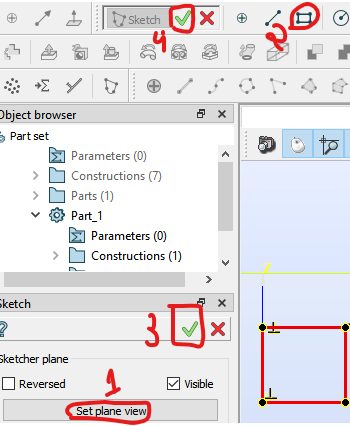 Sketch
4
2
Object browser
Part set
Parameters (0)
Constructions (7)
Parts (1)
Part_1
Parameters (0)
Constructions (1)
Sketch
?
3
Sketcher plane
1
Reversed
Visible
Set plane view